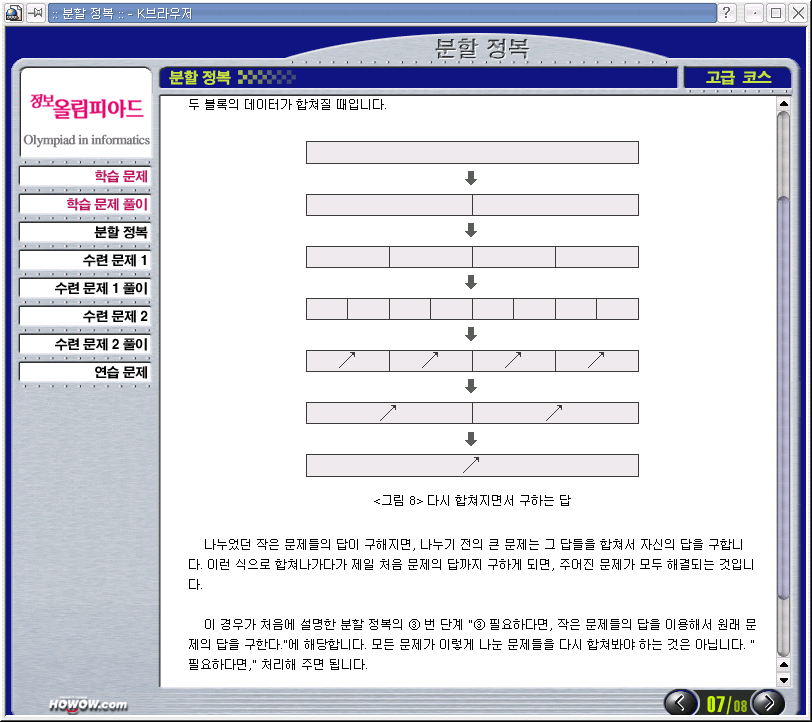 :: 분할 정복 :: - K브라우저
분할 정복
분할 정복
고급 코스
정보올림피아드
Olympiad in informatics
학습 문제
학습 문제 풀이
분할 정복
수련 문제 1
수련 문제 1 풀이
수련 문제 2
수련 문제 2 풀이
연습 문제
두 블록의 데이터가 합쳐질 때입니다.
<그림 8> 다시 합쳐지면서 구하는 답
나누었던 작은 문제들의 답이 구해지면, 나누기 전의 큰 문제는 그 답들을 합쳐서 자신의 답을 구합니
다. 이런 식으로 합쳐나가다가 제일 처음 문제의 답까지 구하게 되면, 주어진 문제가 모두 해결되는 것입니
다.
이 경우가 처음에 설명한 분할 정복의 ③ 번 단계 "③ 필요하다면, 작은 문제들의 답을 이용해서 원래 문
제의 답을 구한다."에 해당합니다. 모든 문제가 이렇게 나눈 문제들을 다시 합쳐봐야 하는 것은 아닙니다. "
필요하다면," 처리해 주면 됩니다.
HOWOW.com
07/08